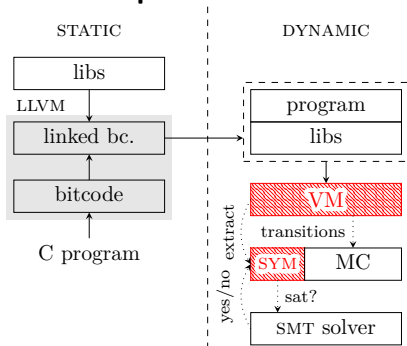 STATIC
DYNAMIC
libs
LLVM
linked bc.
bitcode
C program
program
libs
VM
transitions
extract
SYM
MC
yes/no
sat?
SMT solver